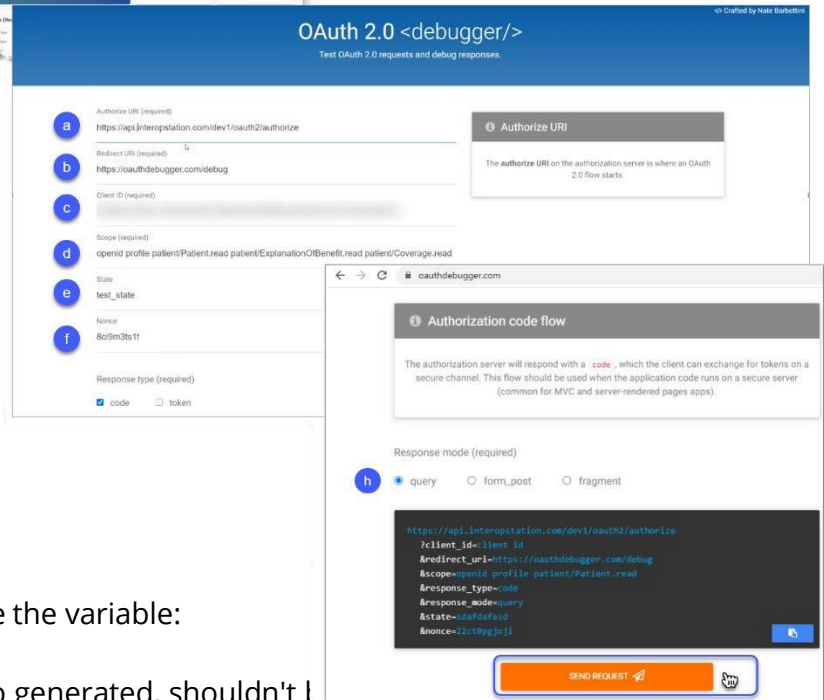 </> Crafted by Nate Barbettini
OAuth 2.0 <debugger/>
Test OAuth 2.0 requests and debug responses.
a
Authorize URI (required)
https://api.interopstation.com/dev1/oauth2/authorize
b
Redirect URI (required)
https://oauthdebugger.com/debug
c
Client ID (required)
d
Scope (required)
openid profile patient/Patient.read patient/ExplanationOfBenefit.read patient/Coverage.read
e
State
test_state
f
Nonce
8cl9m3ts1t
Response type (required)
code token
Authorize URI
The authorize URI on the authorization server is where an OAuth
2.0 flow starts.
oauthdebugger.com
Authorization code flow
The authorization server will respond with a code , which the client can exchange for tokens on a
secure channel. This flow should be used when the application code runs on a secure server
(common for MVC and server-rendered pages apps).
Response mode (required)
h
query form_post fragment
https://api.interopstation.com/dev1/oauth2/authorize
?client_id=client id
&redirect_uri=https://oauthdebugger.com/debug
&scope=openid profile patient/Patient.read
&response_type=code
&response_mode=query
&state=sdafdafasd
&nonce=22ct0pgjoji
SEND REQUEST
the variable:
generated, shouldn't